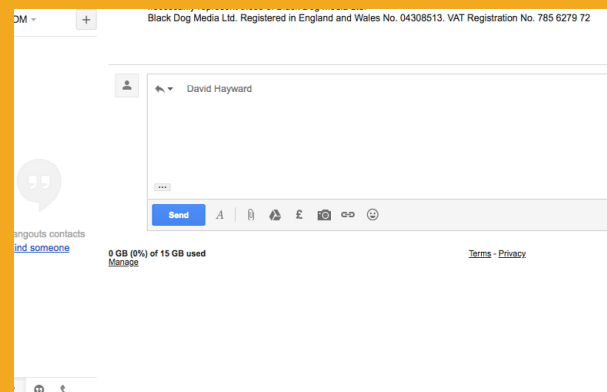 Black Dog Media Ltd. Registered in England and Wales No. 04308513. VAT Registration No. 785 6279 72
OM
+
David Hayward
...
Send A £
angouts contacts
ind someone
0 GB (0%) of 15 GB used
Manage
Terms - Privacy